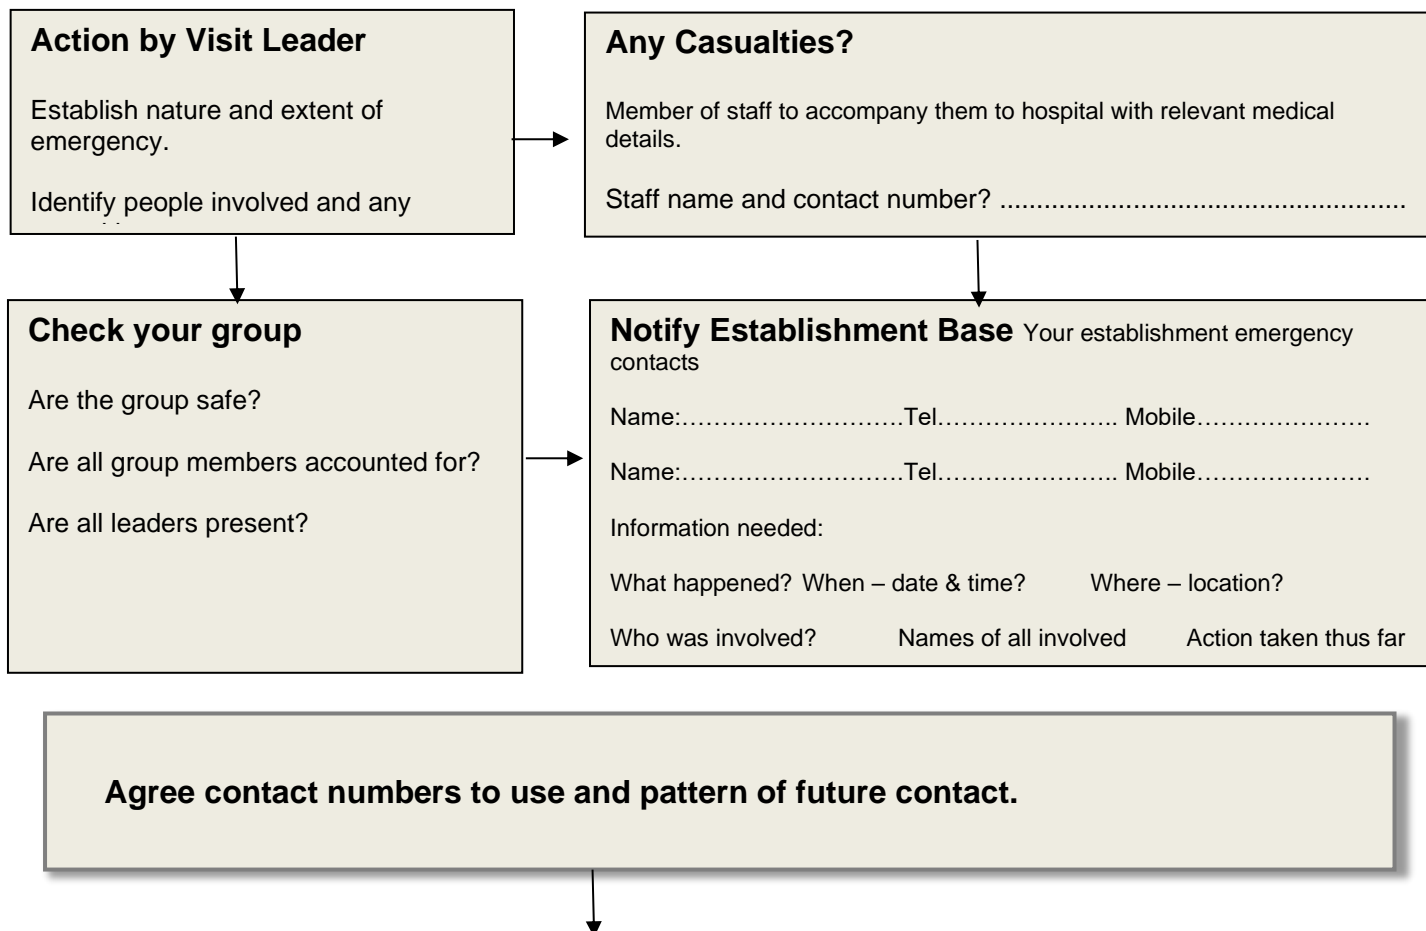 Action by Visit Leader
Establish nature and extent of
emergency.
Identify people involved and any
Any Casualties?
Member of staff to accompany them to hospital with relevant medical
details.
Staff name and contact number? ........................................................
Check your group
Are the group safe?
Are all group members accounted for?
Are all leaders present?
Notify Establishment Base Your establishment emergency
contacts
Name:……………………….Tel.………………….. Mobile…………………
Name:……………………….Tel.………………….. Mobile…………………
Information needed:
What happened? When – date & time? Where – location?
Who was involved? Names of all involved Action taken thus far
Agree contact numbers to use and pattern of future contact.